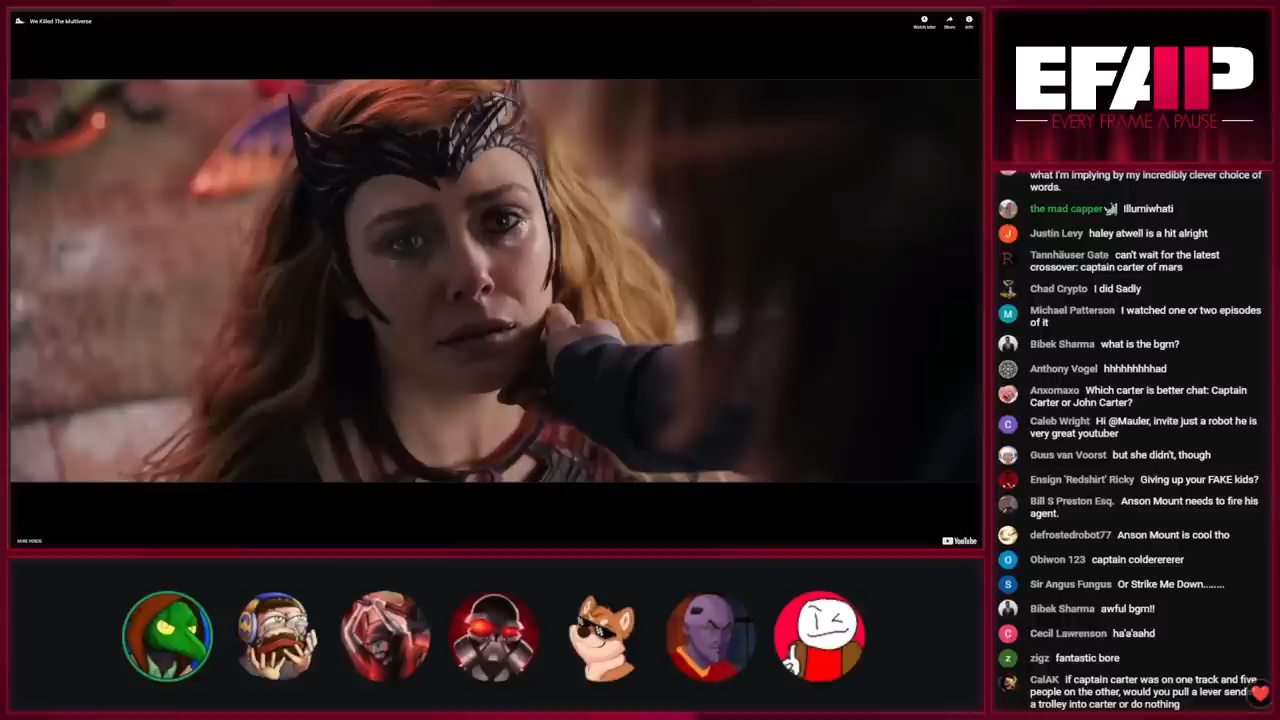 We Killed The Multiverse
Watch later
Share
Info
MORE VIDEOS
YouTube
EFAP
EVERY FRAME A PAUSE
what I'm implying by my incredibly clever choice of
words.
the mad capper Illumiwhati
Justin Levy haley atwell is a hit alright
Tannhäuser Gate can't wait for the latest
crossover: captain carter of mars
Chad Crypto I did Sadly
Michael Patterson I watched one or two episodes
of it
Bibek Sharma what is the bgm?
Anthony Vogel hhhhhhhhhad
Anxomaxo Which carter is better chat: Captain
Carter or John Carter?
Caleb Wright Hi @Mauler, invite just a robot he is
very great youtuber
Guus van Voorst but she didn't, though
Ensign 'Redshirt' Ricky Giving up your FAKE kids?
Bill S Preston Esq. Anson Mount needs to fire his
agent.
defrostedrobot77 Anson Mount is cool tho
Obiwon 123 captain colderererer
Sir Angus Fungus Or Strike Me Down........
Bibek Sharma awful bgm!!
Cecil Lawrenson ha'a'aahd
zigz fantastic bore
CalAK if captain carter was on one track and five
people on the other, would you pull a lever send
a trolley into carter or do nothing